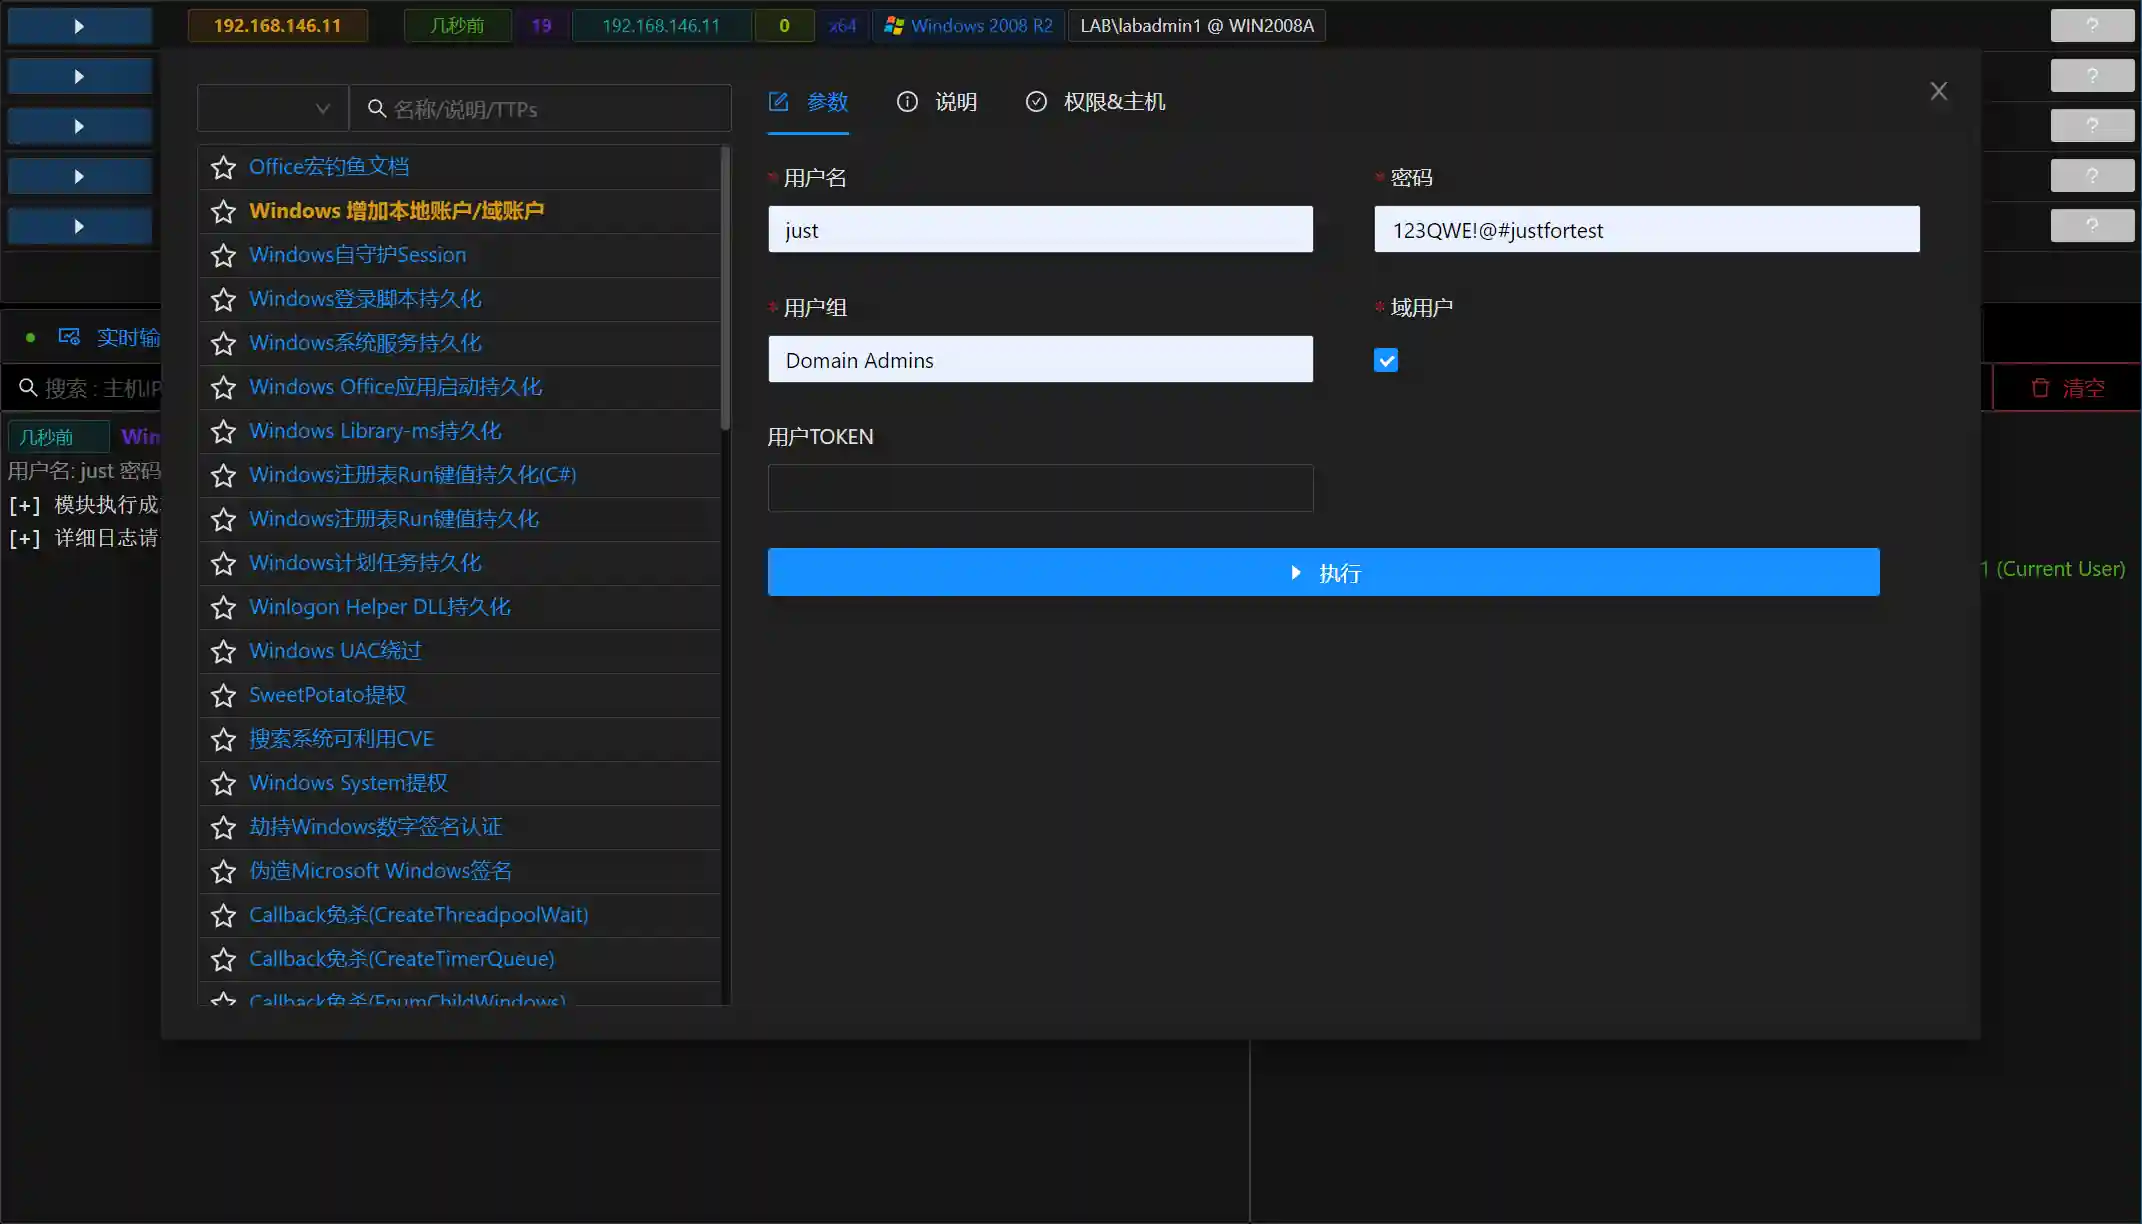 192.168.146.11 几秒前 19 192.168.146.11 0 x64 Windows 2008 R2 LAB\labadmin1 @ WIN2008A ?
?
?
?
?
名称/说明/TTPs
参数 说明 权限&主机
Office宏钓鱼文档
Windows 增加本地账户/域账户
Windows自守护Session
Windows登录脚本持久化
Windows系统服务持久化
Windows Office应用启动持久化
Windows Library-ms持久化
Windows注册表Run键值持久化(C#)
Windows注册表Run键值持久化
Windows计划任务持久化
Winlogon Helper DLL持久化
Windows UAC绕过
SweetPotato提权
搜索系统可利用CVE
Windows System提权
劫持Windows数字签名认证
伪造Microsoft Windows签名
Callback免杀(CreateThreadpoolWait)
Callback免杀(CreateTimerQueue)
Callback免杀(EnumChildWindows)
* 用户名
just
* 密码
123QWE!@#justfortest
* 用户组
Domain Admins
* 域用户
用户TOKEN
执行
实时输
搜索 : 主机IP
清空
几秒前 Win
用户名: just 密码
[+] 模块执行成
[+] 详细日志请
1 (Current User)